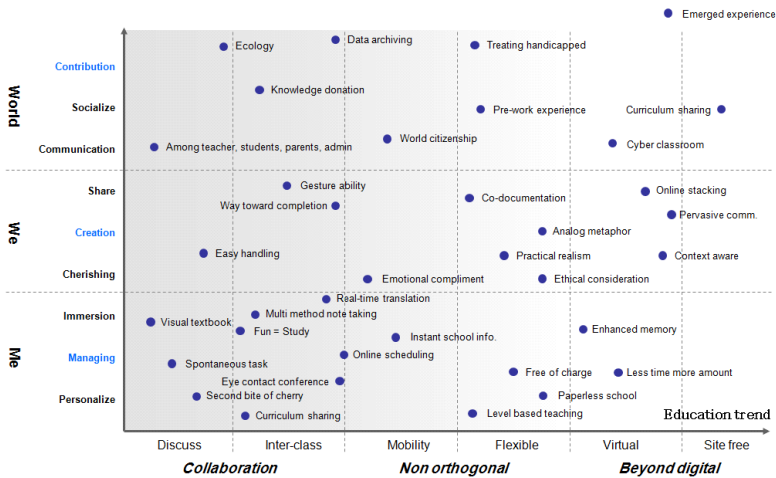 Emerged experience
Data archiving
Ecology
Treating handicapped
Contribution
Knowledge donation
World
Socialize
Pre-work experience
Curriculum sharing
World citizenship
Communication
Among teacher, students, parents, admin
Cyber classroom
Share
Gesture ability
Online stacking
Co-documentation
Way toward completion
Pervasive comm.
We
Creation
Analog metaphor
Easy handling
Practical realism
Context aware
Cherishing
Emotional compliment
Ethical consideration
Real-time translation
Immersion
Multi method note taking
Visual textbook
Fun = Study
Enhanced memory
Instant school info.
Me
Managing
Online scheduling
Spontaneous task
Free of charge
Less time more amount
Eye contact conference
Personalize
Second bite of cherry
Paperless school
Curriculum sharing
Level based teaching
Education trend
Discuss
Inter-class
Mobility
Flexible
Virtual
Site free
Collaboration
Non orthogonal
Beyond digital